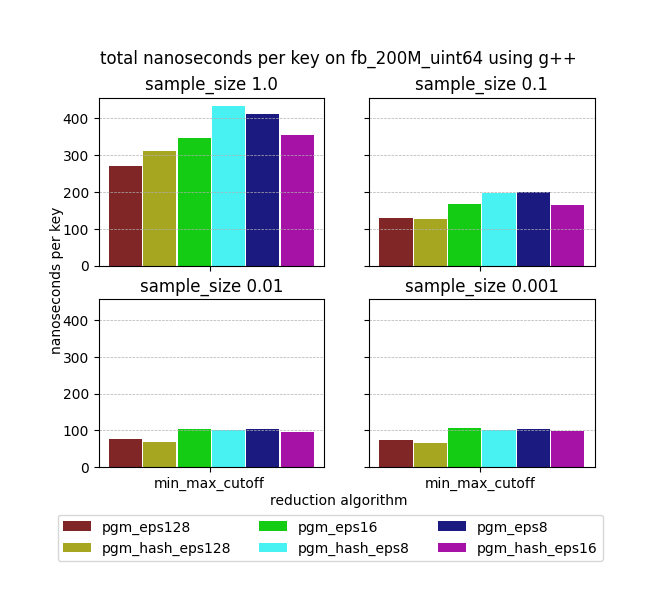 total nanoseconds per key on fb_200M_uint64 using g++
sample_size 1.0
sample_size 0.1
400
300
200
100
0
nanoseconds per key
sample_size 0.01
sample_size 0.001
400
300
200
100
0
min_max_cutoff
min_max_cutoff
reduction algorithm
pgm_eps128
pgm_eps16
pgm_eps8
pgm_hash_eps128
pgm_hash_eps8
pgm_hash_eps16